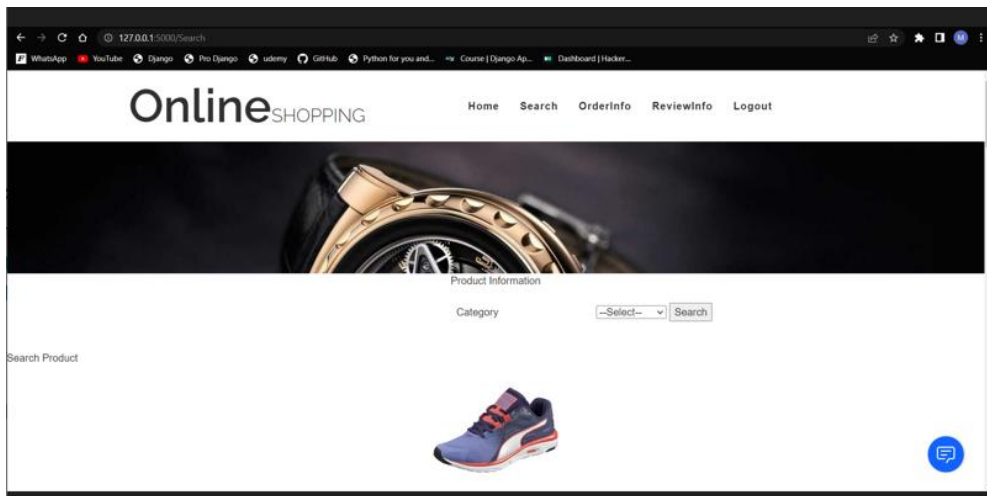 127.0.0.1:5000/Search
WhatsApp YouTube Django Pro Django udemy GitHub Python for you and... Course | Django Ap... Dashboard | Hacker...
Online SHOPPING Home Search OrderInfo ReviewInfo Logout
Product Information
Category --Select-- Search
Search Product